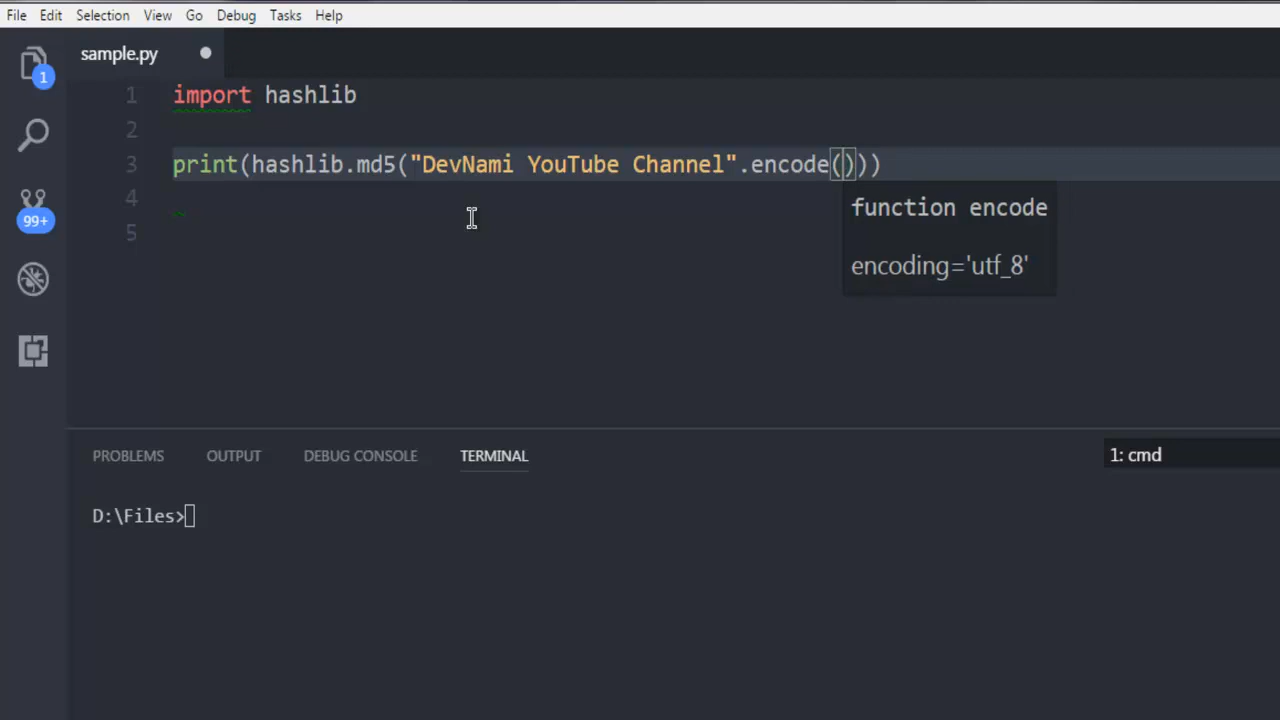 File Edit Selection View Go Debug Tasks Help
sample.py
1
1 import hashlib
2
3 print(hashlib.md5("DevNami YouTube Channel".encode()))
4
99+
function encode
5
encoding='utf_8'
PROBLEMS OUTPUT DEBUG CONSOLE TERMINAL 1: cmd
D:\Files>